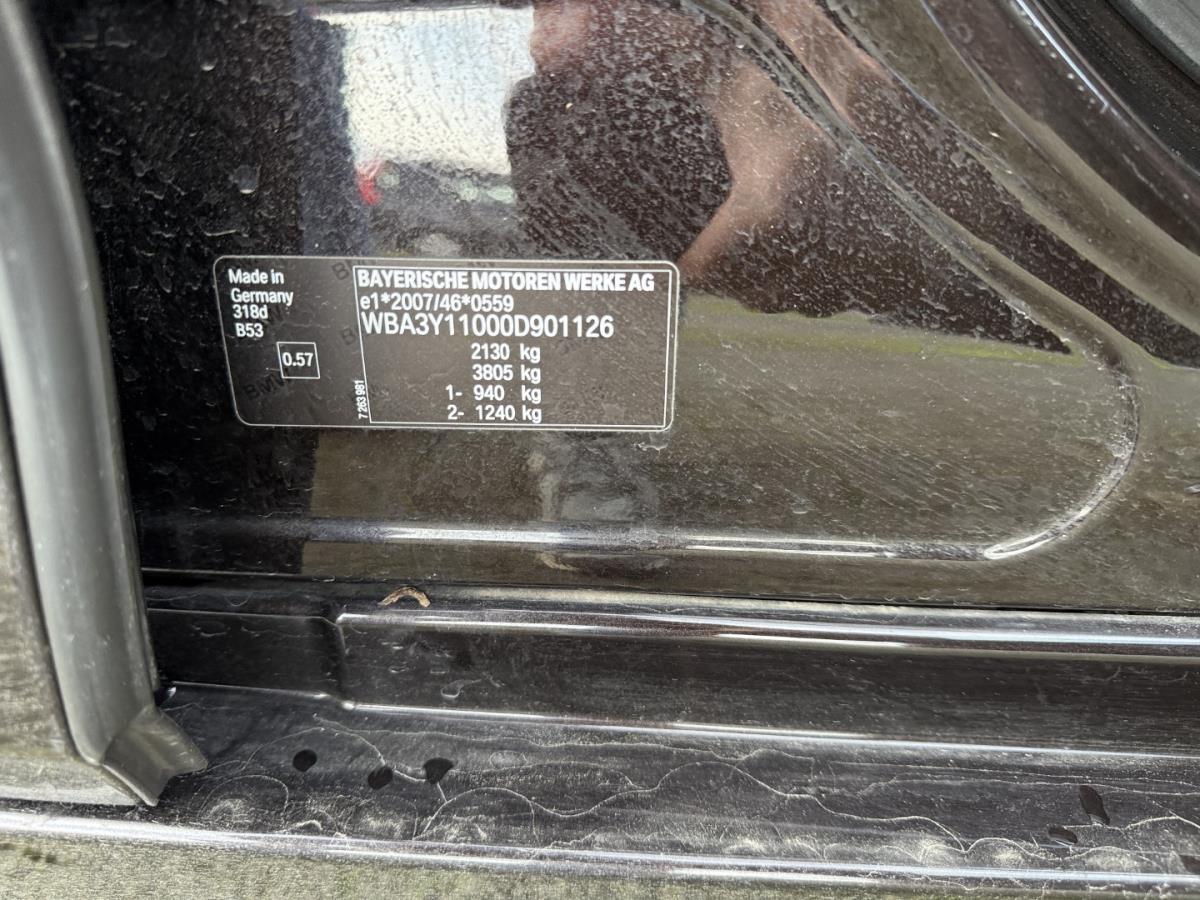 Made in
Germany
318d
B53
0.57
7 263 981
BAYERISCHE MOTOREN WERKE AG
e1*2007/46*0559
WBA3Y11000D901126
2130 kg
3805 kg
1- 940 kg
2- 1240 kg